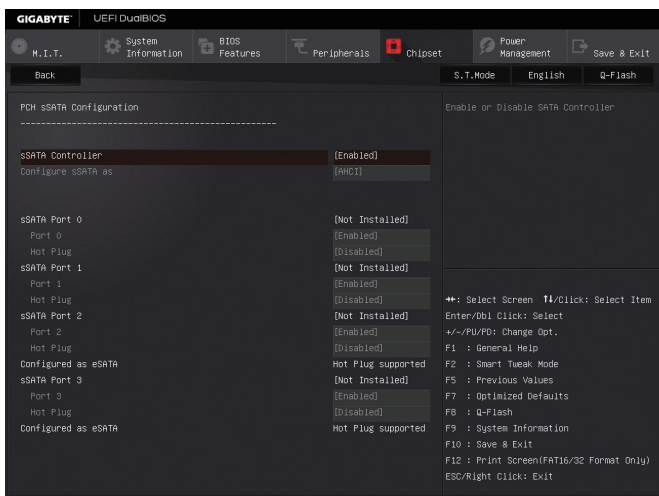 GIGABYTE™ UEFI DualBIOS
M.I.T.
System Information
BIOS Features
Peripherals
Chipset
Power Management
Save & Exit
Back
S.T.Mode English Q-Flash
PCH sSATA Configuration
Enable or Disable SATA Controller
--------------------------------------------------
sSATA Controller [Enabled]
Configure sSATA as [AHCI]
sSATA Port 0 [Not Installed]
Port 0 [Enabled]
Hot Plug [Disabled]
sSATA Port 1 [Not Installed]
Port 1 [Enabled]
Hot Plug [Disabled]
sSATA Port 2 [Not Installed]
Port 2 [Enabled]
Hot Plug [Disabled]
Configured as eSATA Hot Plug supported
sSATA Port 3 [Not Installed]
Port 3 [Enabled]
Hot Plug [Disabled]
Configured as eSATA Hot Plug supported
→←: Select Screen ↑↓/Click: Select Item
Enter/Dbl Click: Select
+/-/PU/PD: Change Opt.
F1 : General Help
F2 : Smart Tweak Mode
F5 : Previous Values
F7 : Optimized Defaults
F8 : Q-Flash
F9 : System Information
F10 : Save & Exit
F12 : Print Screen(FAT16/32 Format Only)
ESC/Right Click: Exit